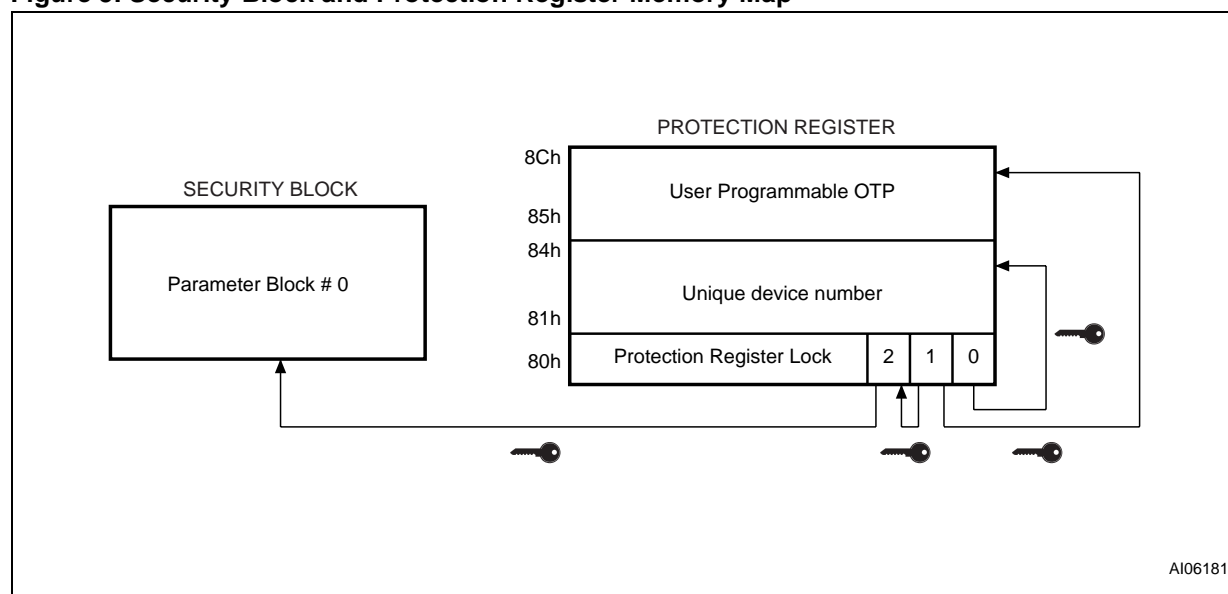 Figure 5. Security Block and Protection Register Memory Map
PROTECTION REGISTER
8Ch
User Programmable OTP
SECURITY BLOCK
85h
84h
Parameter Block # 0
Unique device number
81h
80h
Protection Register Lock
2
1
0
AI06181